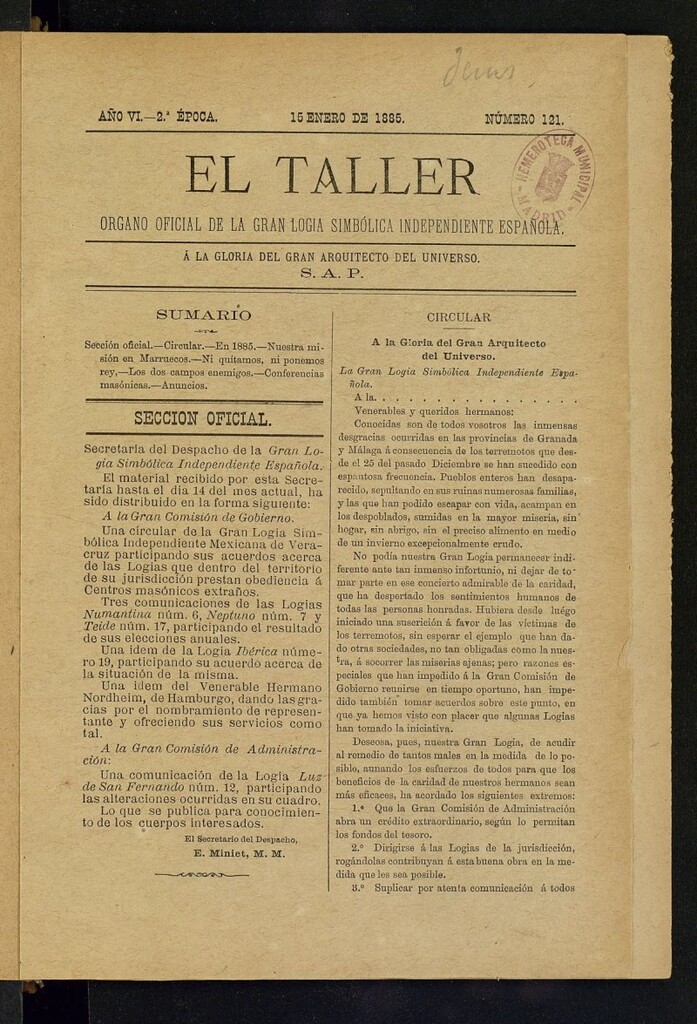 AÑO VI.—2.ª ÉPOCA.
15 ENERO DE 1885.
NÚMERO 121.
HEMEROTECA MUNICIPAL
MADRID
EL TALLER
ORGANO OFICIAL DE LA GRAN LOGIA SIMBÓLICA INDEPENDIENTE ESPAÑOLA.
Á LA GLORIA DEL GRAN ARQUITECTO DEL UNIVERSO.
S. A. P.
SUMARIO
Sección oficial.—Circular.—En 1885.—Nuestra mi-
sión en Marruecos.—Ni quitamos, ni ponemos
rey.—Los dos campos enemigos.—Conferencias
masónicas.—Anuncios.
SECCION OFICIAL.
Secretaría del Despacho de la Gran Lo-
gia Simbólica Independiente Española.
El material recibido por esta Secre-
taría hasta el dia 14 del mes actual, ha
sido distribuido en la forma siguiente:
A la Gran Comisión de Gobierno.
Una circular de la Gran Logia Sim-
bólica Independiente Mexicana de Vera-
cruz participando sus acuerdos acerca
de las Logias que dentro del territorio
de su jurisdicción prestan obediencia á
Centros masónicos extraños.
Tres comunicaciones de las Logias
Numantina núm. 6, Neptuno núm. 7 y
Teide núm. 17, participando el resultado
de sus elecciones anuales.
Una idem de la Logia Ibérica núme-
ro 19, participando su acuerdo acerca de
la situación de la misma.
Una idem del Venerable Hermano
Nordheim, de Hamburgo, dando las gra-
cias por el nombramiento de represen-
tante y ofreciendo sus servicios como
tal.
A la Gran Comisión de Administra-
ción:
Una comunicación de la Logia Luz
de San Fernando núm. 12, participando
las alteraciones ocurridas en su cuadro.
Lo que se publica para conocimien-
to de los cuerpos interesados.
El Secretario del Despacho,
E. Miniet, M. M.
CIRCULAR
A la Gloria del Gran Arquitecto
del Universo.
La Gran Logia Simbólica Independiente Espa-
ñola.
A la. . . . . . . . . . . . . . . .
Venerables y queridos hermanos:
Conocidas son de todos vosotros las inmensas
desgracias ocurridas en las provincias de Granada
y Málaga á consecuencia de los terremotos que des-
de el 25 del pasado Diciembre se han sucedido con
espantosa frecuencia. Pueblos enteros han desapa-
recido, sepultando en sus ruinas numerosas familias,
y las que han podido escapar con vida, acampan en
los despoblados, sumidas en la mayor miseria, sin
hogar, sin abrigo, sin el preciso alimento en medio
de un invierno excepcionalmente crudo.
No podía nuestra Gran Logia permanecer indi-
ferente ante tan inmenso infortunio, ni dejar de to-
mar parte en ese concierto admirable de la caridad,
que ha despertado los sentimientos humanos de
todas las personas honradas. Hubiera desde luégo
iniciado una suscrición á favor de las víctimas de
los terremotos, sin esperar el ejemplo que han da-
do otras sociedades, no tan obligadas como la nues-
tra, á socorrer las miserias ajenas; pero razones es-
peciales que han impedido á la Gran Comisión de
Gobierno reunirse en tiempo oportuno, han impe-
dido también tomar acuerdos sobre este punto, en
que ya hemos visto con placer que algunas Logias
han tomado la iniciativa.
Deseosa, pues, nuestra Gran Logia, de acudir
al remedio de tantos males en la medida de lo po-
sible, aunando los esfuerzos de todos para que los
beneficios de la caridad de nuestros hermanos sean
más eficaces, ha acordado los siguientes extremos:
1.º Que la Gran Comisión de Administración
abra un crédito extraordinario, según lo permitan
los fondos del tesoro.
2.º Dirigirse á las Logias de la jurisdicción,
rogándolas contribuyan á esta buena obra en la me-
dida que les sea posible.
3.º Suplicar por atenta comunicación á todos